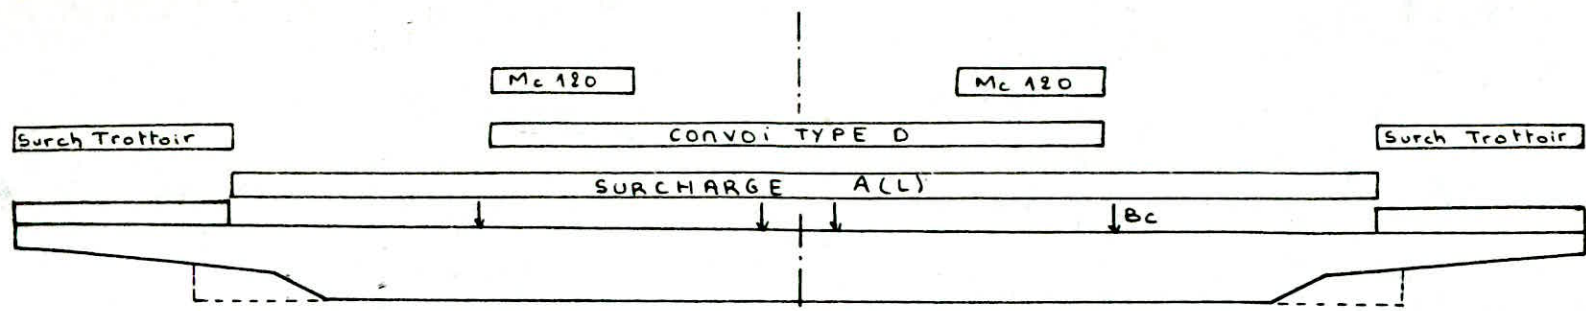 Mc 120
Mc 120
Surch Trottoir
CONVOI TYPE D
Surch Trottoir
SURCHARGE A(L)
Bc